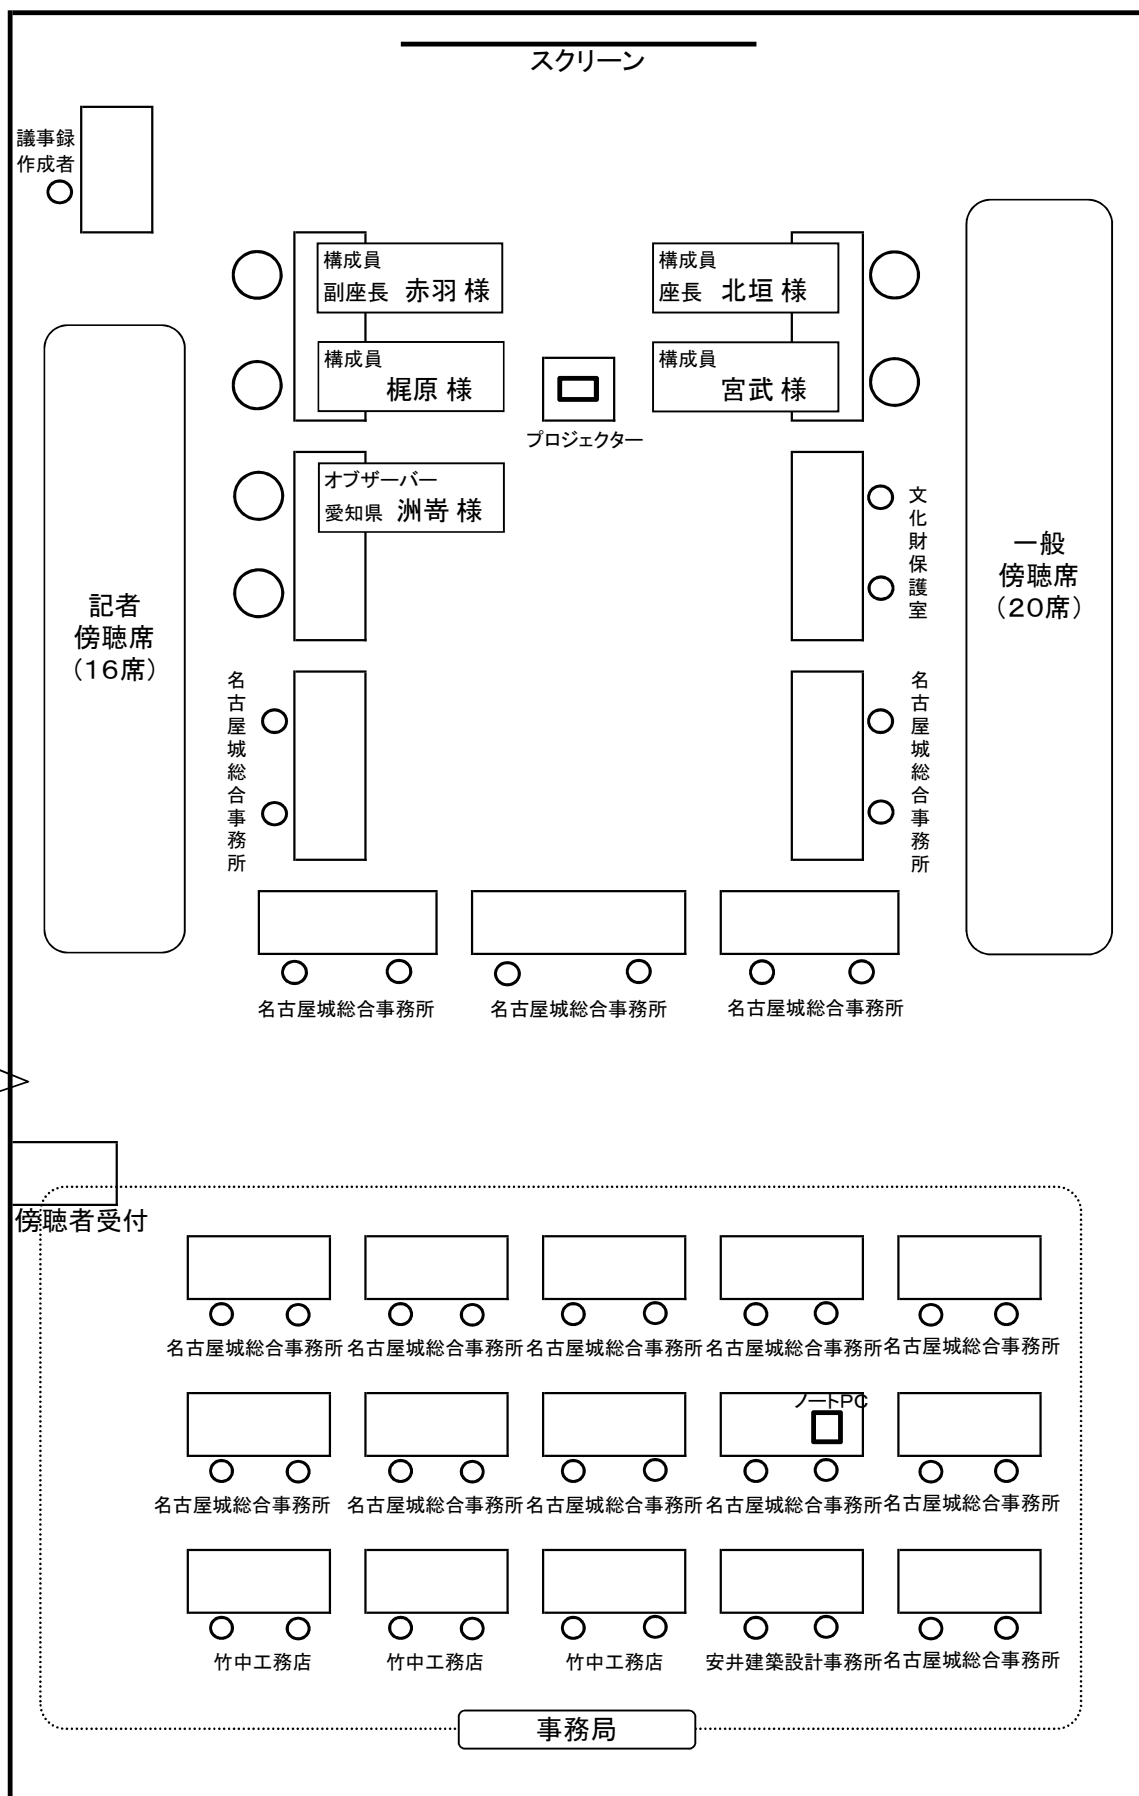 スクリーン
議事録
作成者
構成員
副座長 赤羽 様
構成員
座長 北垣 様
構成員
梶原 様
構成員
宮武 様
プロジェクター
オブザーバー
愛知県 洲嵜 様
文化財保護室
一般
傍聴席
(20席)
記者
傍聴席
(16席)
名古屋城総合事務所
名古屋城総合事務所
名古屋城総合事務所
名古屋城総合事務所
名古屋城総合事務所
傍聴者受付
名古屋城総合事務所
名古屋城総合事務所
名古屋城総合事務所
名古屋城総合事務所
名古屋城総合事務所
ノートPC
名古屋城総合事務所
名古屋城総合事務所
名古屋城総合事務所
名古屋城総合事務所
名古屋城総合事務所
竹中工務店
竹中工務店
竹中工務店
安井建築設計事務所
名古屋城総合事務所
事務局